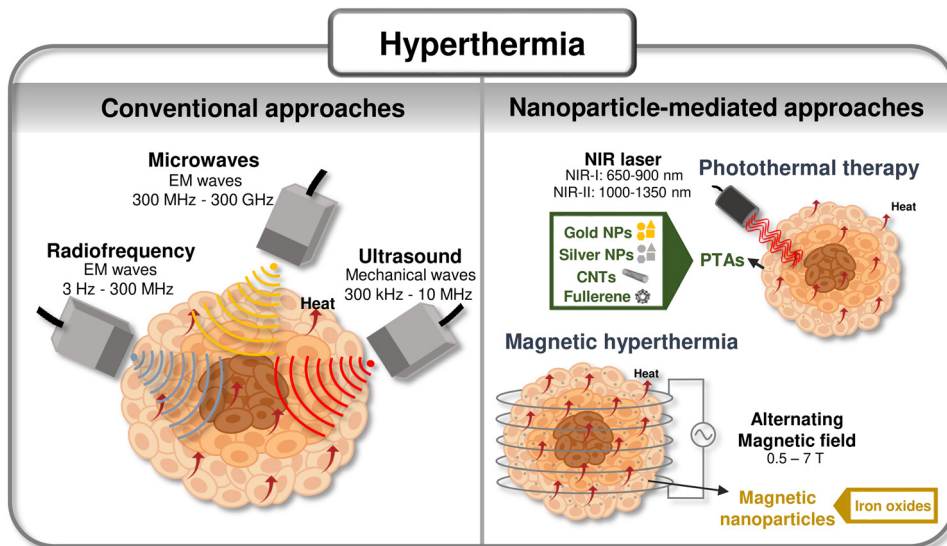 Hyperthermia
Conventional approaches
Microwaves
EM waves
300 MHz - 300 GHz
Radiofrequency
EM waves
3 Hz - 300 MHz
Ultrasound
Mechanical waves
300 kHz - 10 MHz
Heat
Nanoparticle-mediated approaches
NIR laser
NIR-I: 650-900 nm
NIR-II: 1000-1350 nm
Photothermal therapy
Heat
Gold NPs
Silver NPs
CNTs
Fullerene
PTAs
Magnetic hyperthermia
Heat
Alternating
Magnetic field
0.5 – 7 T
Magnetic
nanoparticles
Iron oxides